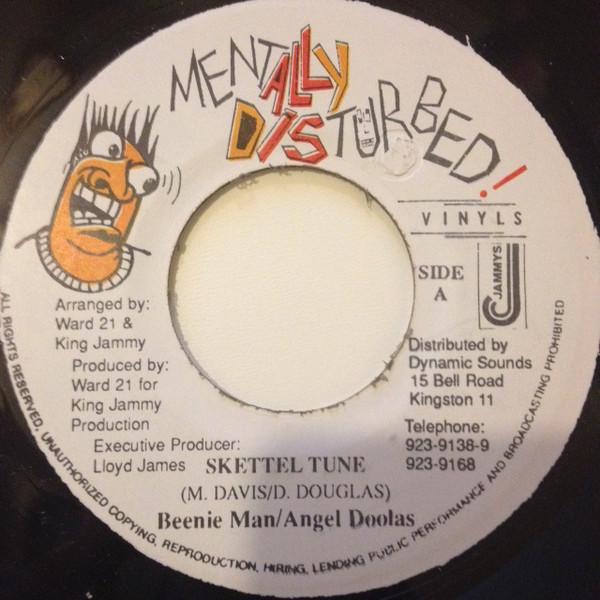 MENTALLY
DISTURBED!
VINYLS
SIDE
A
JAMMYS
J
Arranged by:
Ward 21 &
King Jammy
Produced by:
Ward 21 for
King Jammy
Production
Executive Producer:
Lloyd James
Distributed by
Dynamic Sounds
15 Bell Road
Kingston 11
Telephone:
923-9138-9
923-9168
SKETTEL TUNE
(M. DAVIS/D. DOUGLAS)
Beenie Man/Angel Doolas
ALL RIGHTS RESERVED, UNAUTHORIZED COPYING, REPRODUCTION, HIRING, LENDING PUBLIC PERFORMANCE AND BROADCASTING PROHIBITED